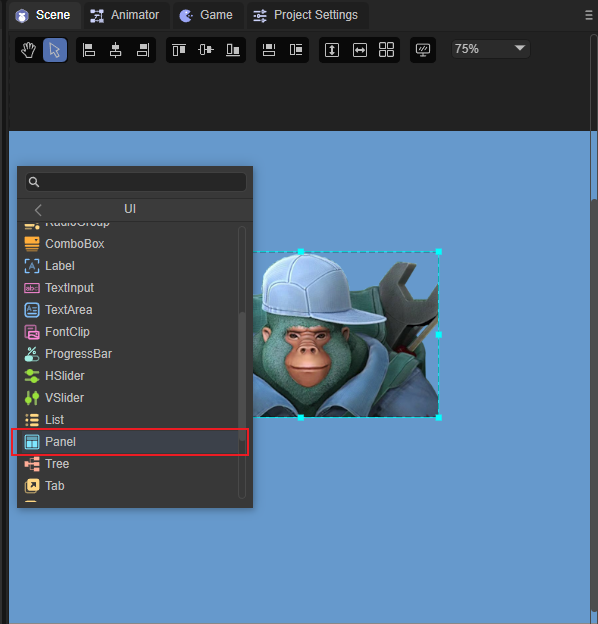 Scene Animator Game Project Settings
75%
UI
RadioGroup
ComboBox
Label
TextInput
TextArea
FontClip
ProgressBar
HSlider
VSlider
List
Panel
Tree
Tab